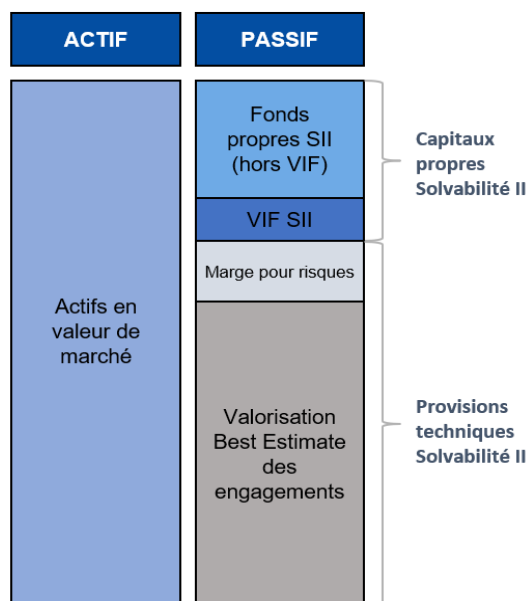 ACTIF
PASSIF
Actifs en
valeur de
marché
Fonds
propres SII
(hors VIF)
VIF SII
Marge pour risques
Valorisation
Best Estimate
des
engagements
Capitaux
propres
Solvabilité II
Provisions
techniques
Solvabilité II